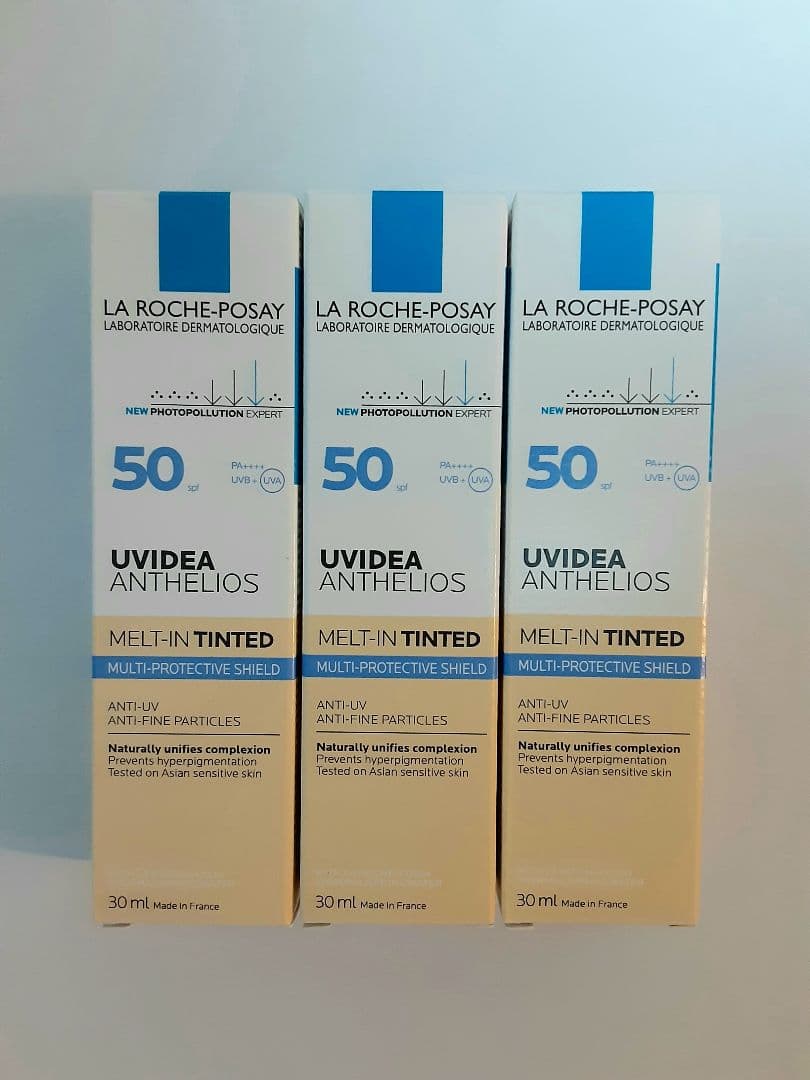 LA ROCHE-POSAY
LABORATOIRE DERMATOLOGIQUE
NEW PHOTOPOLLUTION EXPERT
50 spf
PA++++
UVB + UVA
UVIDEA
ANTHELIOS
MELT-IN TINTED
MULTI-PROTECTIVE SHIELD
ANTI-UV
ANTI-FINE PARTICLES
Naturally unifies complexion
Prevents hyperpigmentation
Tested on Asian sensitive skin
30 ml Made in France
LA ROCHE-POSAY
LABORATOIRE DERMATOLOGIQUE
NEW PHOTOPOLLUTION EXPERT
50 spf
PA++++
UVB + UVA
UVIDEA
ANTHELIOS
MELT-IN TINTED
MULTI-PROTECTIVE SHIELD
ANTI-UV
ANTI-FINE PARTICLES
Naturally unifies complexion
Prevents hyperpigmentation
Tested on Asian sensitive skin
30 ml Made in France
LA ROCHE-POSAY
LABORATOIRE DERMATOLOGIQUE
NEW PHOTOPOLLUTION EXPERT
50 spf
PA++++
UVB + UVA
UVIDEA
ANTHELIOS
MELT-IN TINTED
MULTI-PROTECTIVE SHIELD
ANTI-UV
ANTI-FINE PARTICLES
Naturally unifies complexion
Prevents hyperpigmentation
Tested on Asian sensitive skin
30 ml Made in France